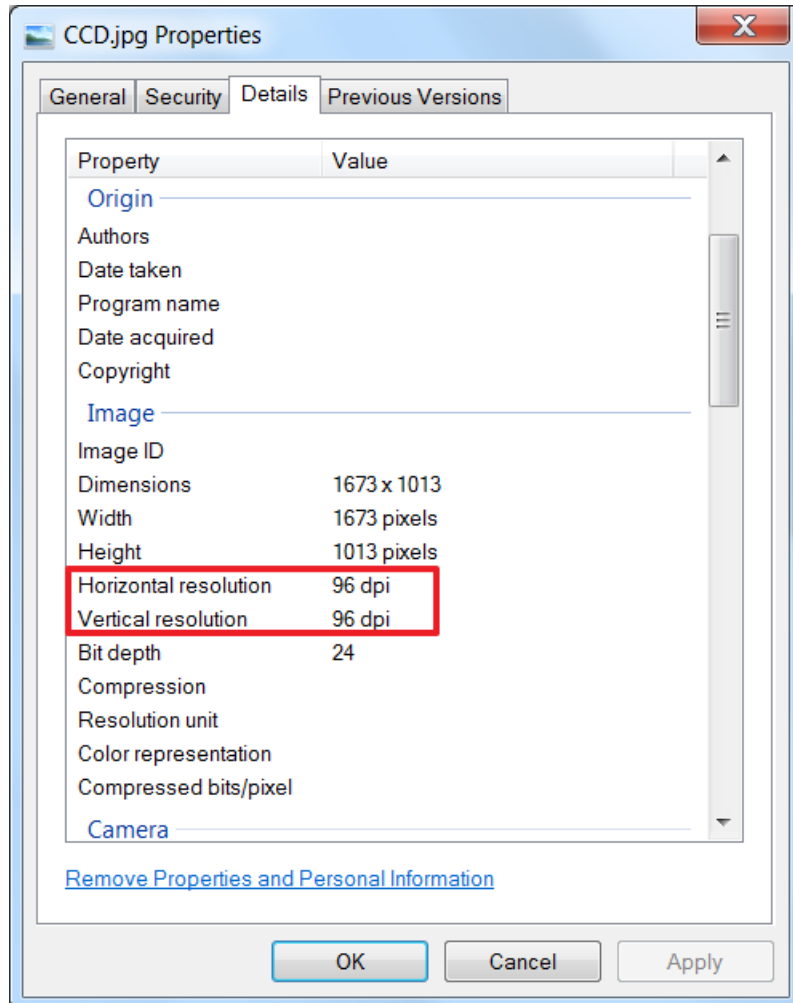 CCD.jpg Properties
General Security Details Previous Versions
Property Value
Origin
Authors
Date taken
Program name
Date acquired
Copyright
Image
Image ID
Dimensions 1673 x 1013
Width 1673 pixels
Height 1013 pixels
Horizontal resolution 96 dpi
Vertical resolution 96 dpi
Bit depth 24
Compression
Resolution unit
Color representation
Compressed bits/pixel
Camera
Remove Properties and Personal Information
OK Cancel Apply